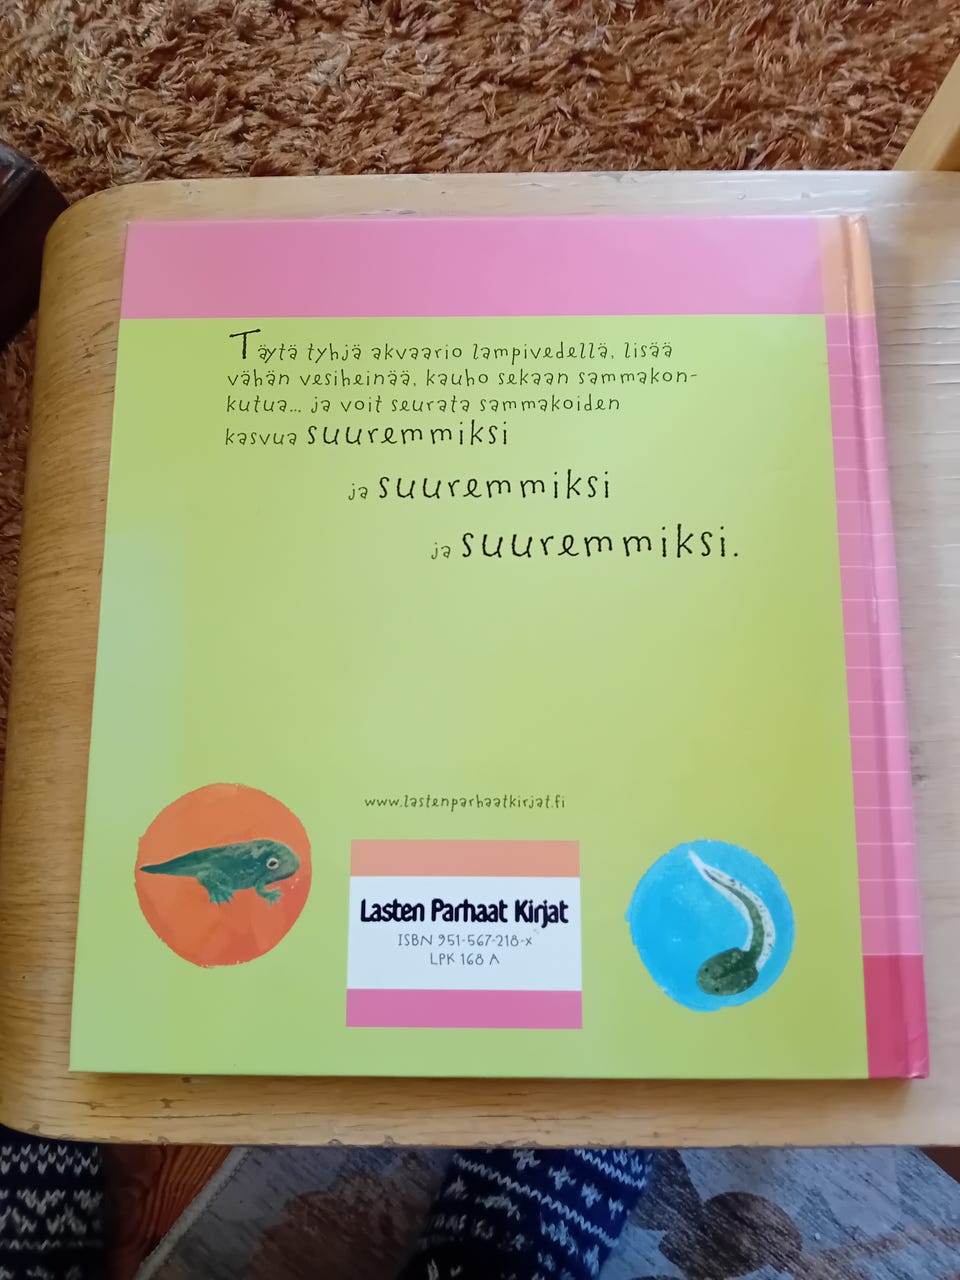 Täytä tyhjä akvaario lampivedellä, lisää
vähän vesiheinää, kauho sekaan sammakon-
kutua... ja voit seurata sammakoiden
kasvua suuremmiksi
ja suuremmiksi
ja suuremmiksi.
www.lastenparhaatkirjat.fi
Lasten Parhaat Kirjat
ISBN 951-567-218-x
LPK 168 A